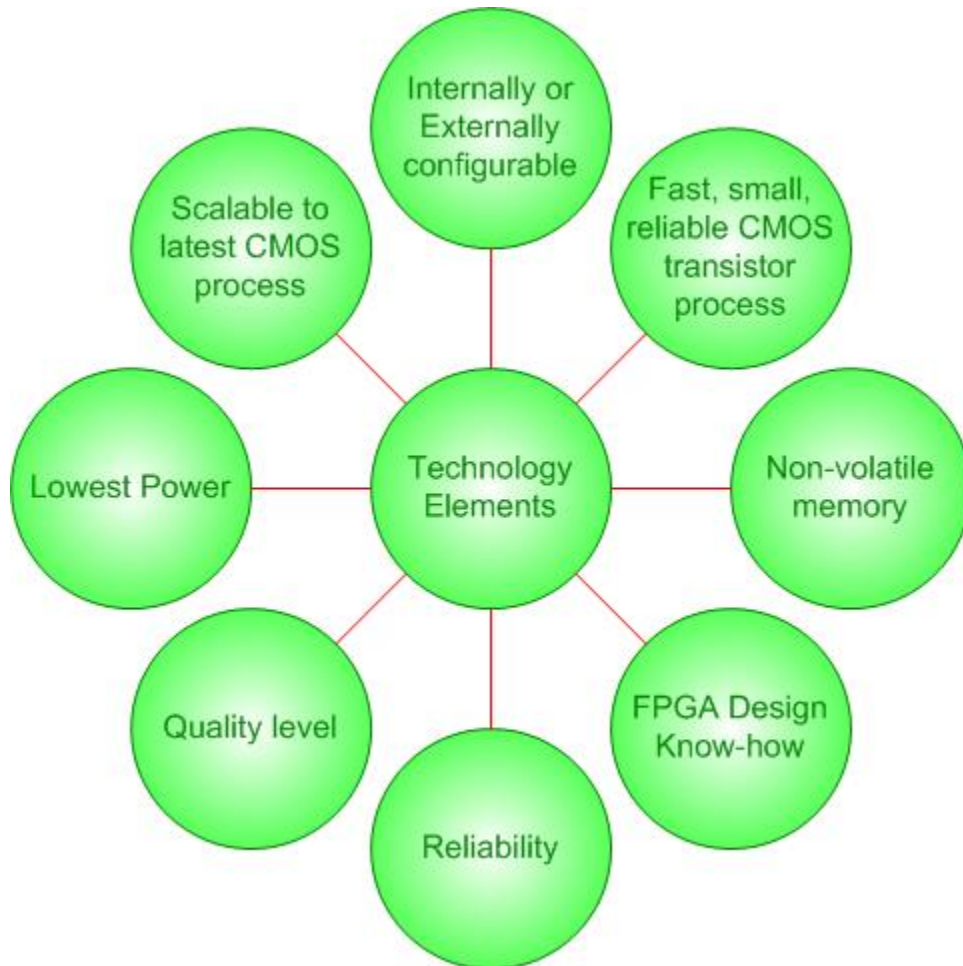 Internally or
Externally
configurable
Fast, small,
reliable CMOS
transistor
process
Non-volatile
memory
FPGA Design
Know-how
Reliability
Quality level
Lowest Power
Scalable to
latest CMOS
process
Technology
Elements